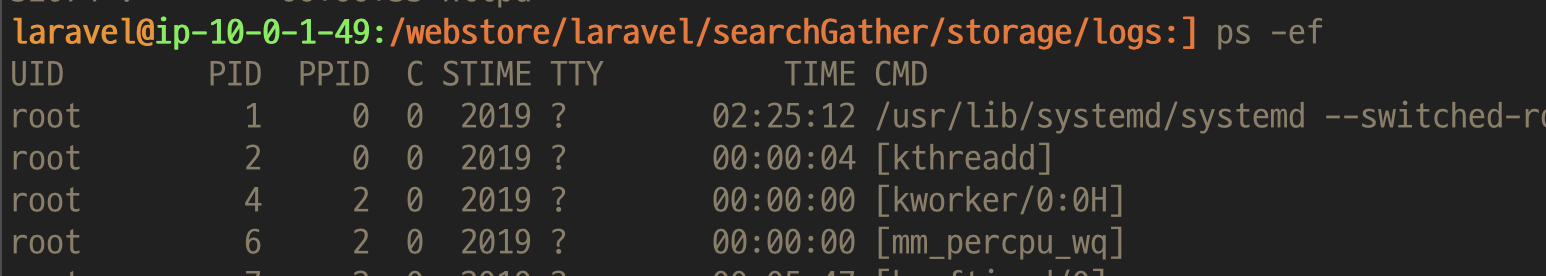 laravel@ip-10-0-1-49:/webstore/laravel/searchGather/storage/logs:] ps -ef
UID        PID  PPID  C STIME TTY          TIME CMD
root         1     0  0  2019 ?        02:25:12 /usr/lib/systemd/systemd --switched-ro
root         2     0  0  2019 ?        00:00:04 [kthreadd]
root         4     2  0  2019 ?        00:00:00 [kworker/0:0H]
root         6     2  0  2019 ?        00:00:00 [mm_percpu_wq]